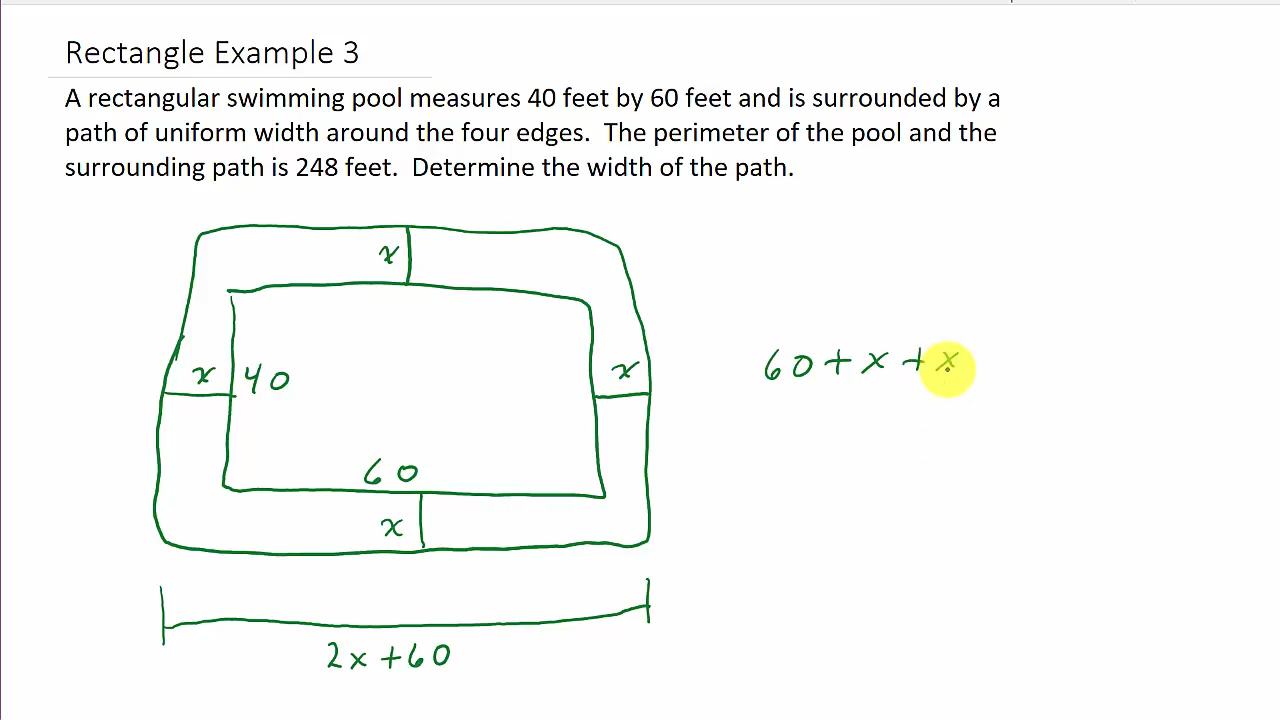 Rectangle Example 3
A rectangular swimming pool measures 40 feet by 60 feet and is surrounded by a
path of uniform width around the four edges.  The perimeter of the pool and the
surrounding path is 248 feet.  Determine the width of the path.
x
x 40
x
60 + x + x
60
x
2x + 60